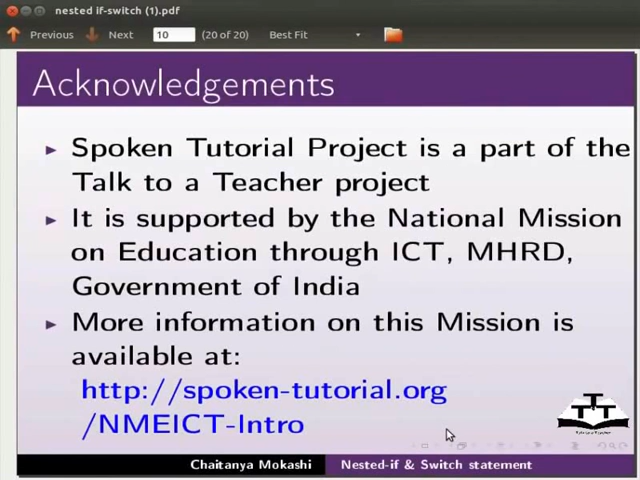 nested if-switch (1).pdf
Previous Next 10 (20 of 20) Best Fit
Acknowledgements
Spoken Tutorial Project is a part of the
Talk to a Teacher project
It is supported by the National Mission
on Education through ICT, MHRD,
Government of India
More information on this Mission is
available at:
http://spoken-tutorial.org
/NMEICT-Intro
Chaitanya Mokashi Nested-if & Switch statement